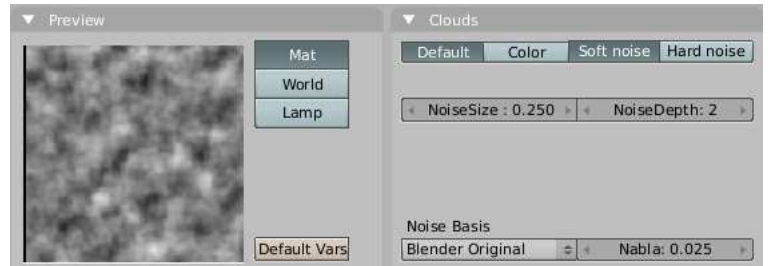 Preview
Mat
World
Lamp
Default Vars
Clouds
Default Color Soft noise Hard noise
NoiseSize : 0.250 NoiseDepth: 2
Noise Basis
Blender Original Nabla: 0.025